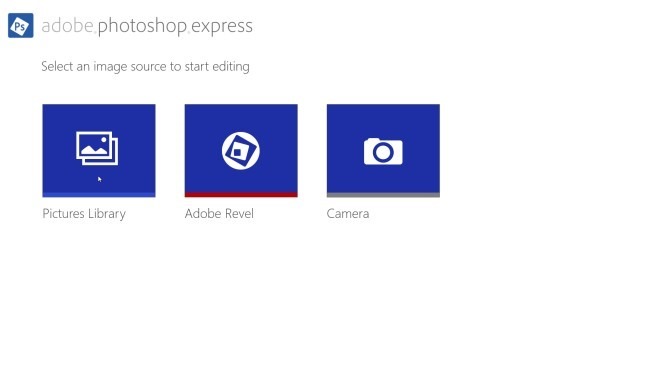 Ps adobe.photoshop.express
Select an image source to start editing
Pictures Library
Adobe Revel
Camera